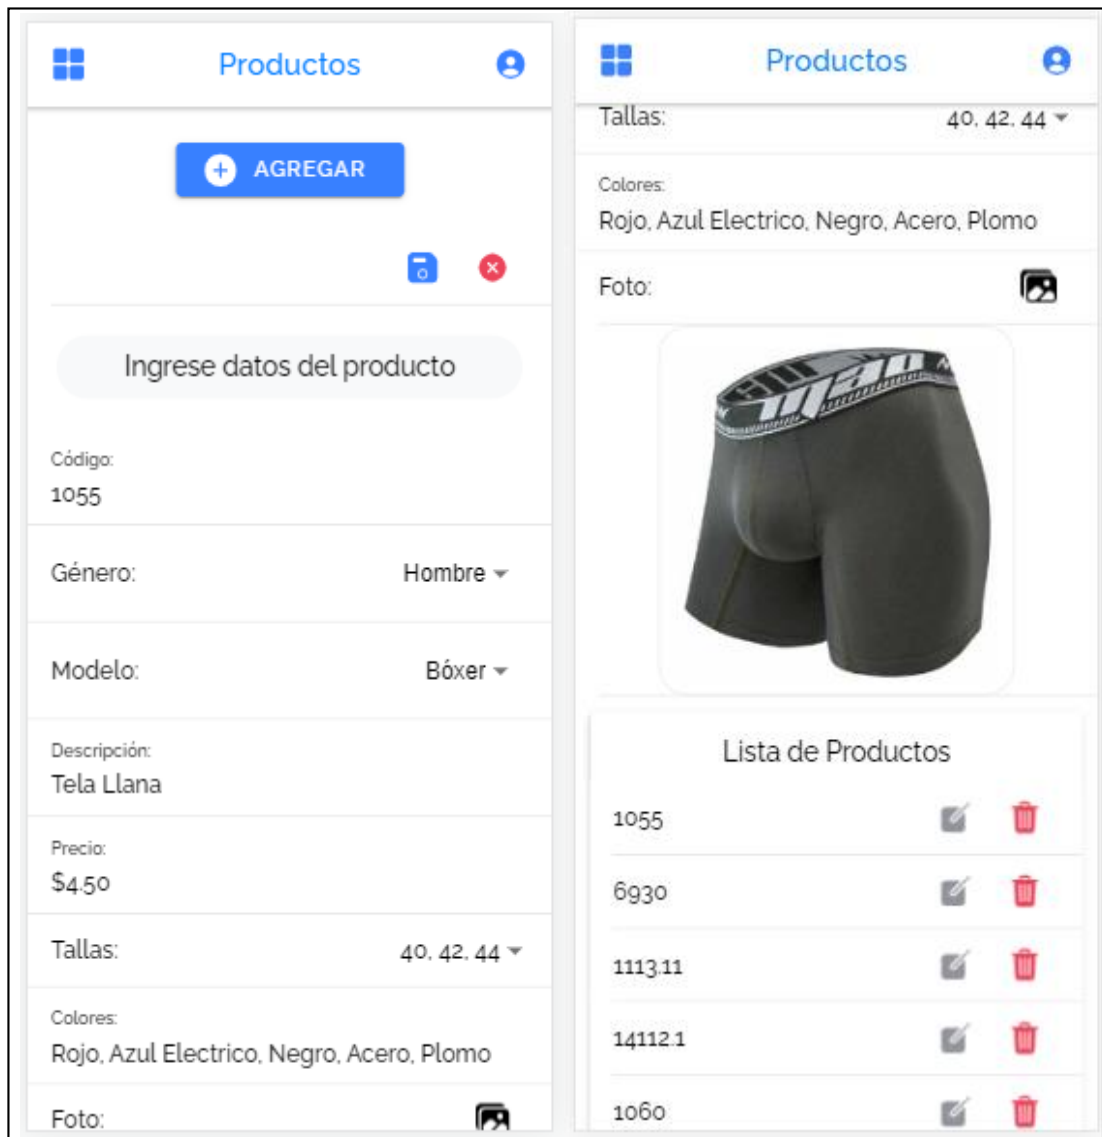 Productos
AGREGAR
Ingrese datos del producto
Código:
1055
Género: Hombre
Modelo: Bóxer
Descripción:
Tela Llana
Precio:
$4.50
Tallas: 40, 42, 44
Colores:
Rojo, Azul Electrico, Negro, Acero, Plomo
Foto:
Productos
Tallas: 40, 42, 44
Colores:
Rojo, Azul Electrico, Negro, Acero, Plomo
Foto:
Lista de Productos
1055
6930
1113.11
14112.1
1060